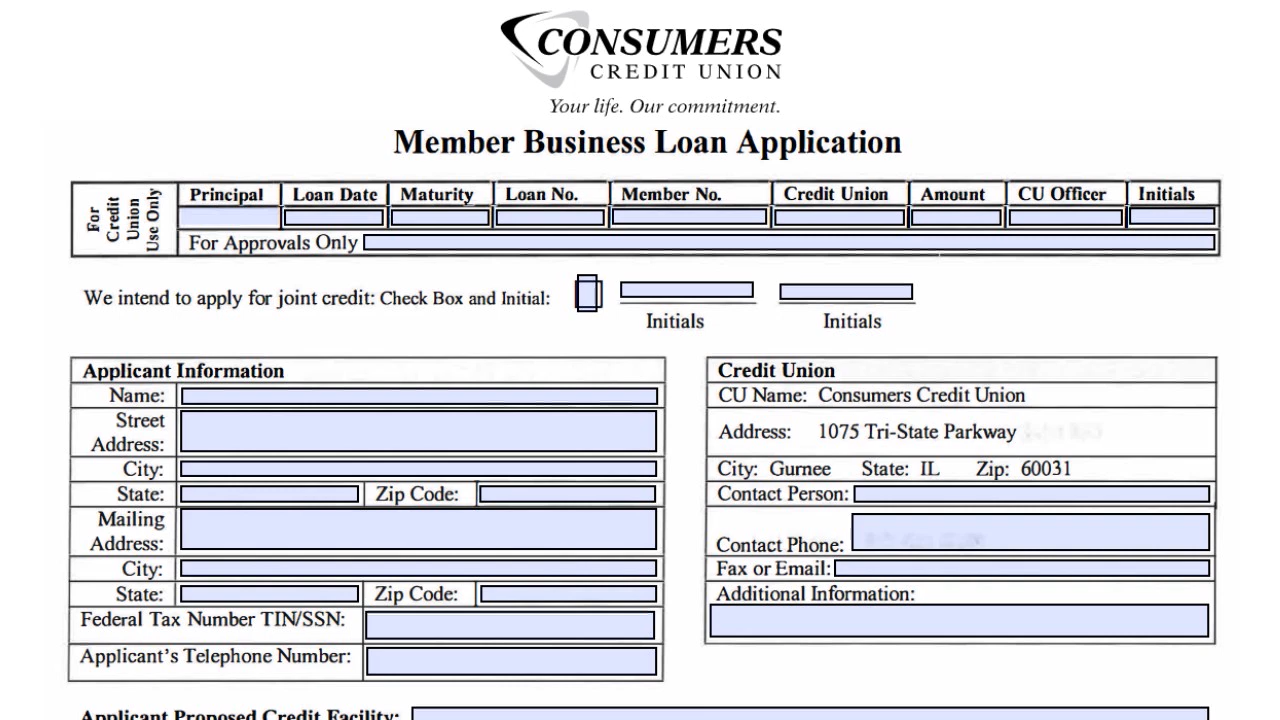 CONSUMERS
CREDIT UNION
Your life. Our commitment.
Member Business Loan Application
For Credit Union Use Only
Principal Loan Date Maturity Loan No. Member No. Credit Union Amount CU Officer Initials
For Approvals Only
We intend to apply for joint credit: Check Box and Initial:
Initials Initials
Applicant Information
Name:
Street
Address:
City:
State: Zip Code:
Mailing
Address:
City:
State: Zip Code:
Federal Tax Number TIN/SSN:
Applicant's Telephone Number:
Credit Union
CU Name: Consumers Credit Union
Address: 1075 Tri-State Parkway
City: Gurnee State: IL Zip: 60031
Contact Person:
Contact Phone:
Fax or Email:
Additional Information:
Applicant Proposed Credit Facility: